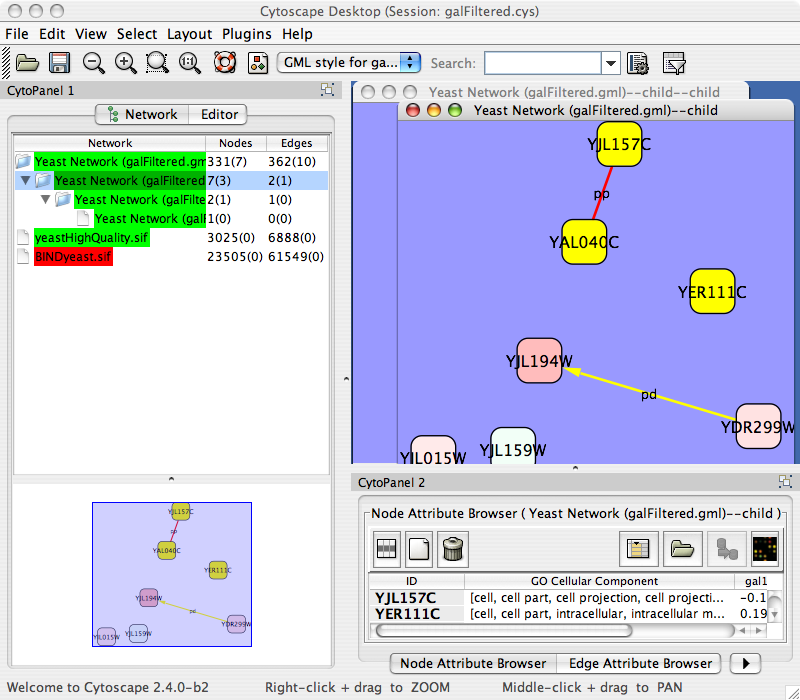 Cytoscape Desktop (Session: galFiltered.cys)
File Edit View Select Layout Plugins Help
1:1 GML style for ga... Search:
CytoPanel 1
Network Editor
Network Nodes Edges
Yeast Network (galFiltered.gm 331(7) 362(10)
Yeast Network (galFiltered 7(3) 2(1)
Yeast Network (galFilte 2(1) 1(0)
Yeast Network (gal 1(0) 0(0)
yeastHighQuality.sif 3025(0) 6888(0)
BINDyeast.sif 23505(0) 61549(0)
Yeast Network (galFiltered.gml)--child--child
Yeast Network (galFiltered.gml)--child
YJL157C
pp
YAL040C
YER111C
YJL194W
pd
YDR299W
YIL015W YJL159W
YJL157C
pp
YAL040C
YER111C
YJL194W
pd
YDR299W
YIL015W YJL159W
CytoPanel 2
Node Attribute Browser ( Yeast Network (galFiltered.gml)--child )
ID GO Cellular Component gal1
YJL157C [cell, cell part, cell projection, cell projecti... -0.1
YER111C [cell, cell part, intracellular, intracellular m... 0.19
Node Attribute Browser Edge Attribute Browser
Welcome to Cytoscape 2.4.0-b2 Right-click + drag to ZOOM Middle-click + drag to PAN